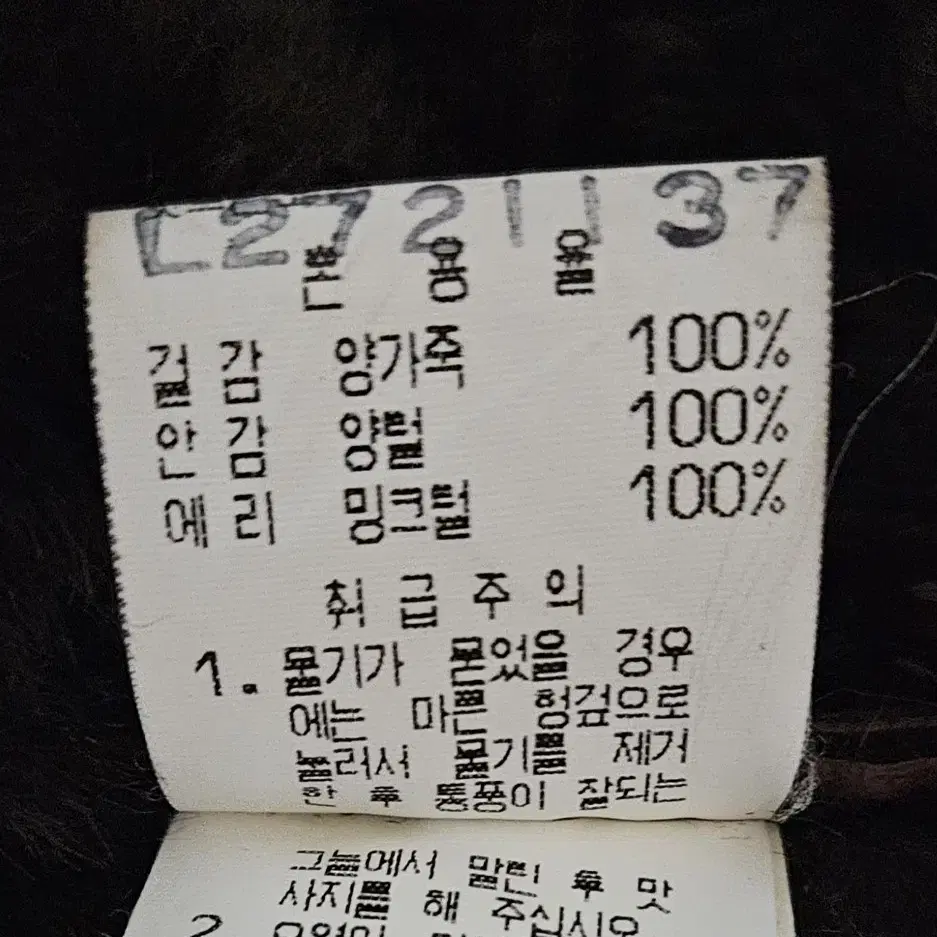 L2721137
혼용율
겉감 양가죽 100%
안감 양털 100%
에리 밍크털 100%
취급주의
1. 물기가 묻었을 경우
에는 마른 헝겊으로
눌러서 물기를 제거
한 후 통풍이 잘되는
그늘에서 말린 후 맛
사지를 해 주십시오
2.